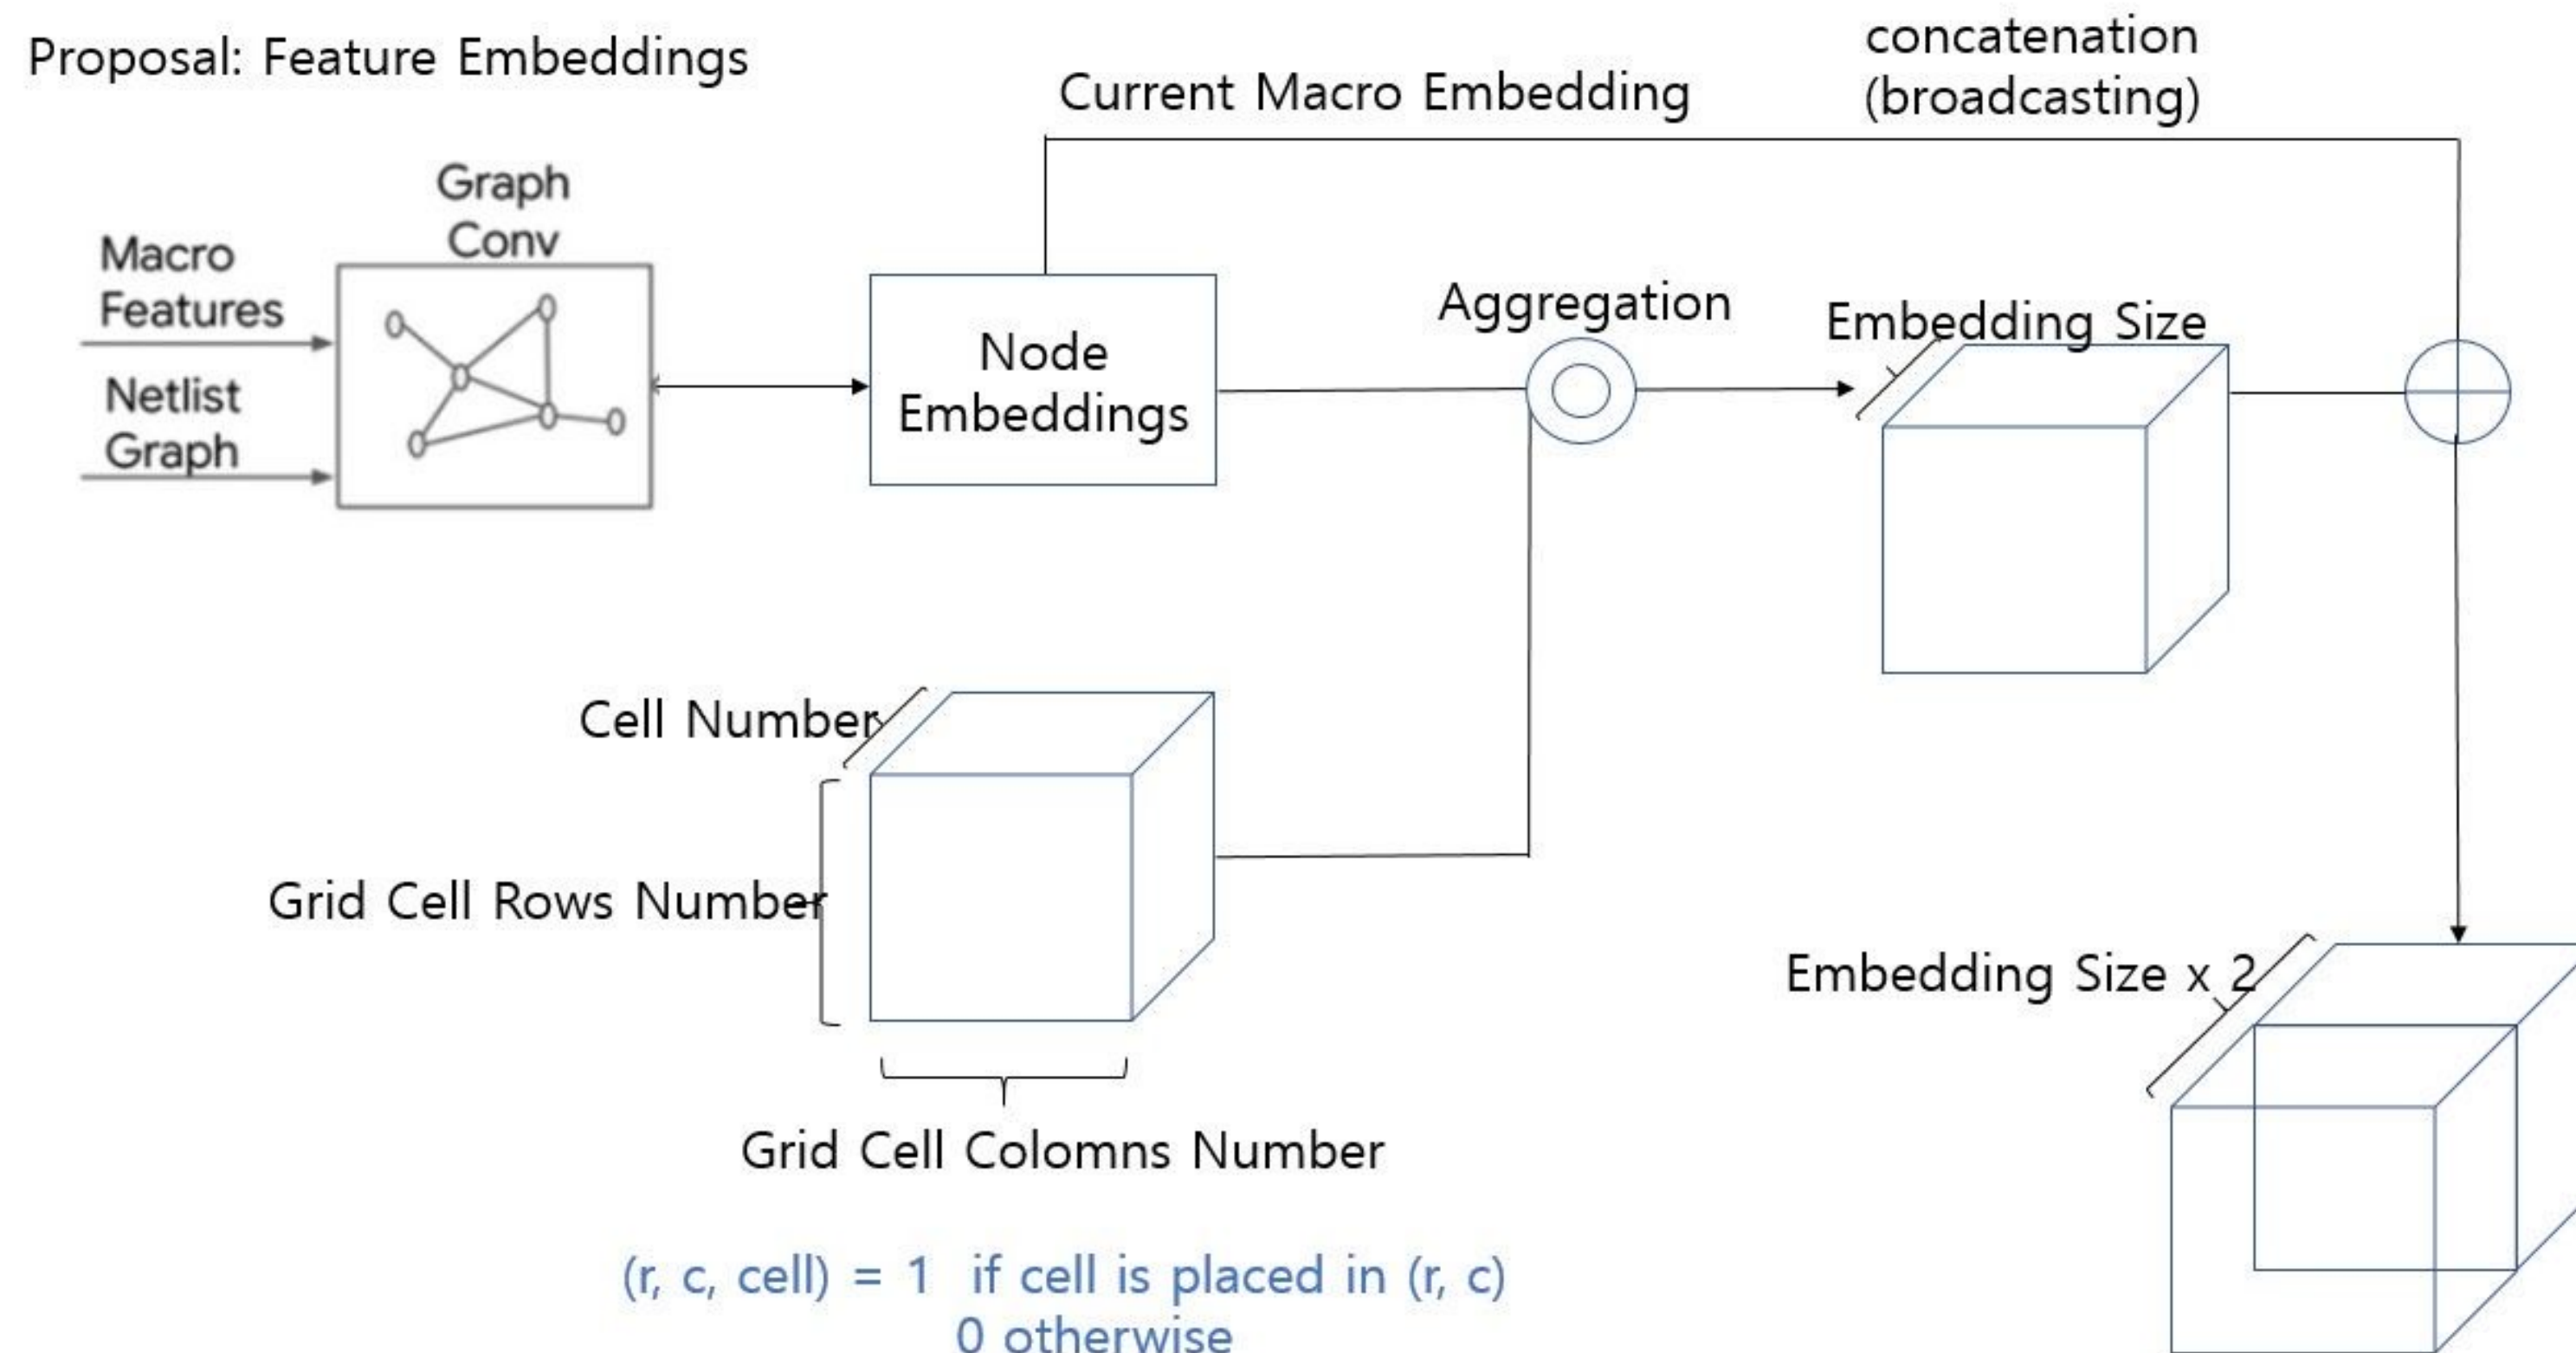 Proposal: Feature Embeddings
concatenation
(broadcasting)
Current Macro Embedding
Graph
Conv
Macro
Features
Netlist
Graph
Node
Embeddings
Aggregation
Embedding Size
Cell Number
Grid Cell Rows Number
Grid Cell Colomns Number
Embedding Size x 2
(r, c, cell) = 1 if cell is placed in (r, c)
0 otherwise